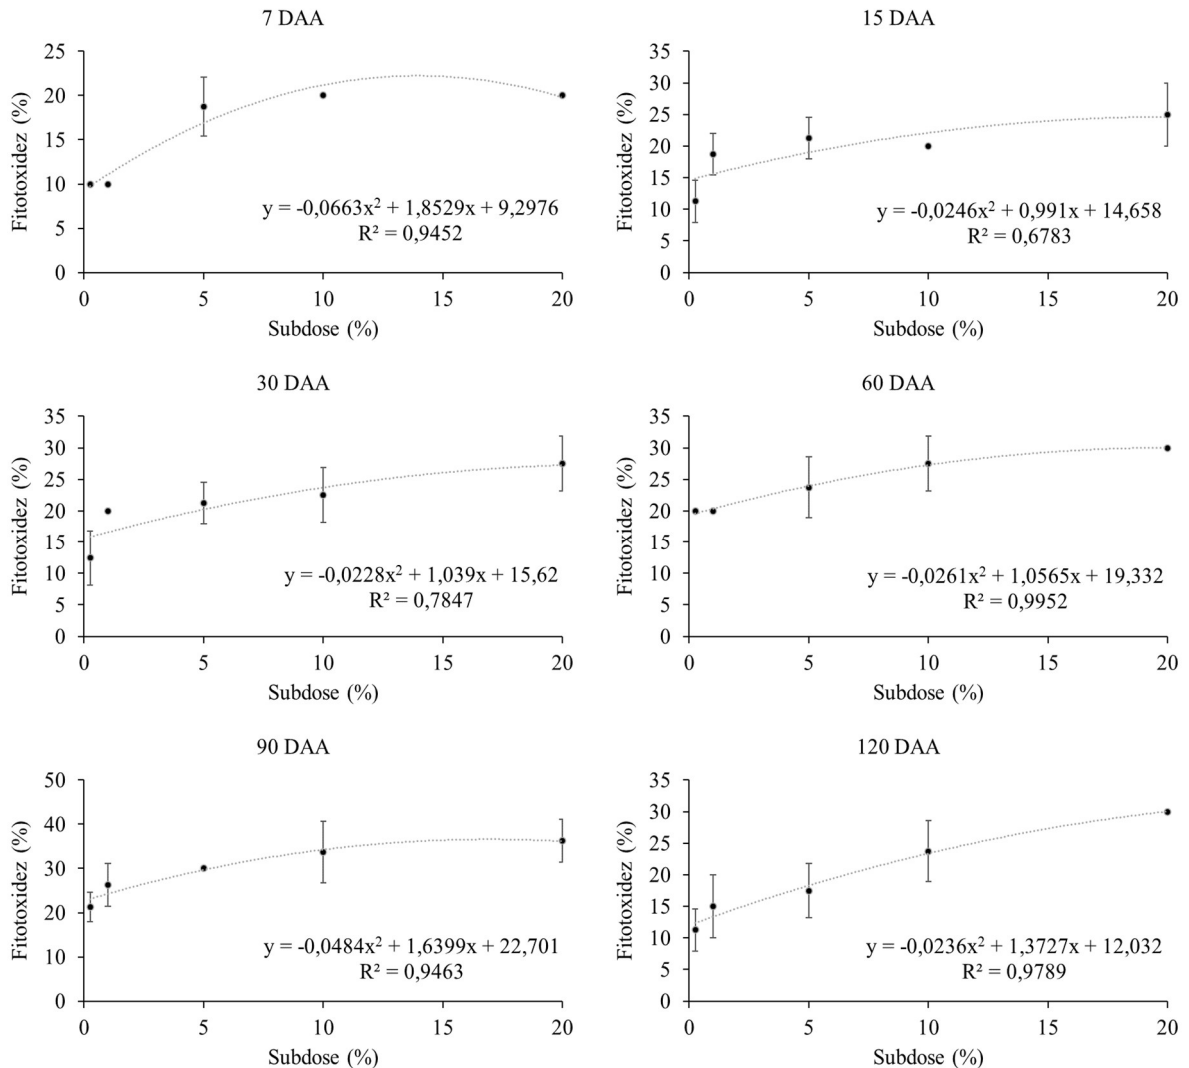 7 DAA
25
20
15
10
5
0
Fitotoxidez (%)
y = -0,0663x² + 1,8529x + 9,2976
R² = 0,9452
0 5 10 15 20
Subdose (%)
15 DAA
35
30
25
20
15
10
5
0
Fitotoxidez (%)
y = -0,0246x² + 0,991x + 14,658
R² = 0,6783
0 5 10 15 20
Subdose (%)
30 DAA
35
30
25
20
15
10
5
0
Fitotoxidez (%)
y = -0,0228x² + 1,039x + 15,62
R² = 0,7847
0 5 10 15 20
Subdose (%)
60 DAA
35
30
25
20
15
10
5
0
Fitotoxidez (%)
y = -0,0261x² + 1,0565x + 19,332
R² = 0,9952
0 5 10 15 20
Subdose (%)
90 DAA
50
40
30
20
10
0
Fitotoxidez (%)
y = -0,0484x² + 1,6399x + 22,701
R² = 0,9463
0 5 10 15 20
Subdose (%)
120 DAA
35
30
25
20
15
10
5
0
Fitotoxidez (%)
y = -0,0236x² + 1,3727x + 12,032
R² = 0,9789
0 5 10 15 20
Subdose (%)